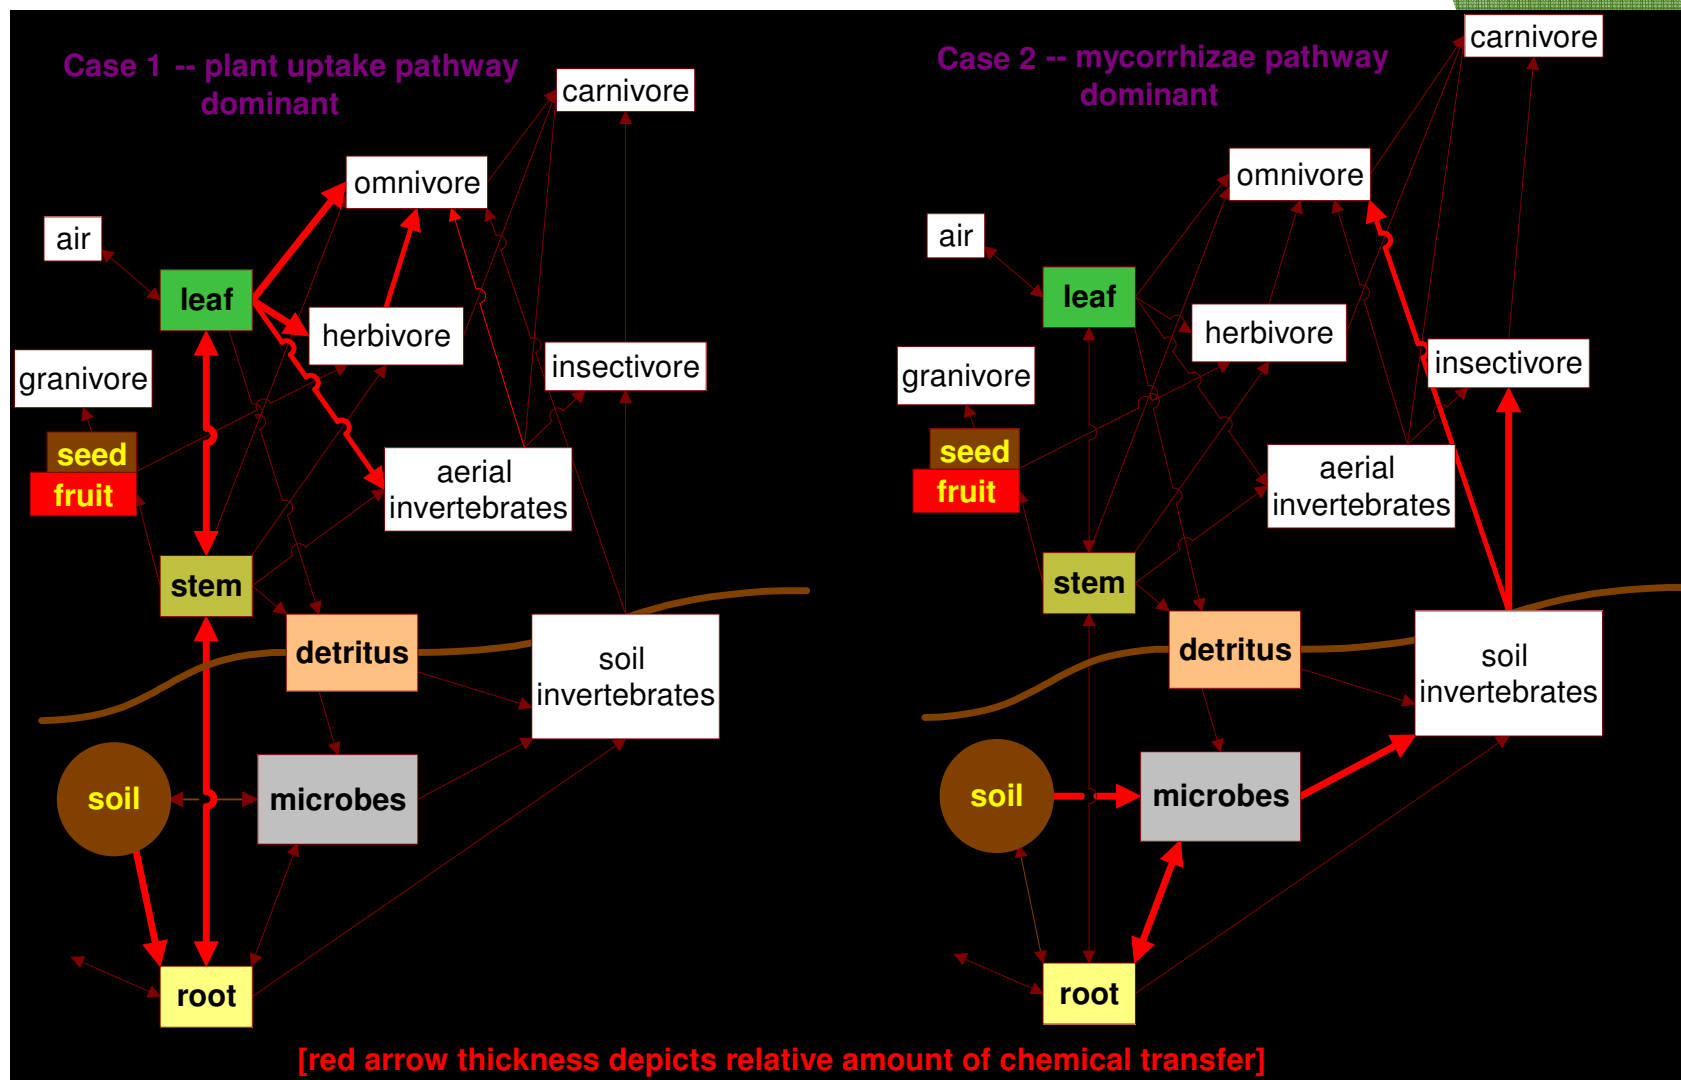 Case 1 -- plant uptake pathway
dominant
carnivore
omnivore
air
leaf
herbivore
granivore
insectivore
seed
fruit
aerial
invertebrates
stem
detritus
soil
invertebrates
soil
microbes
root
Case 2 -- mycorrhizae pathway
dominant
carnivore
omnivore
air
leaf
herbivore
granivore
insectivore
seed
fruit
aerial
invertebrates
stem
detritus
soil
invertebrates
soil
microbes
root
[red arrow thickness depicts relative amount of chemical transfer]